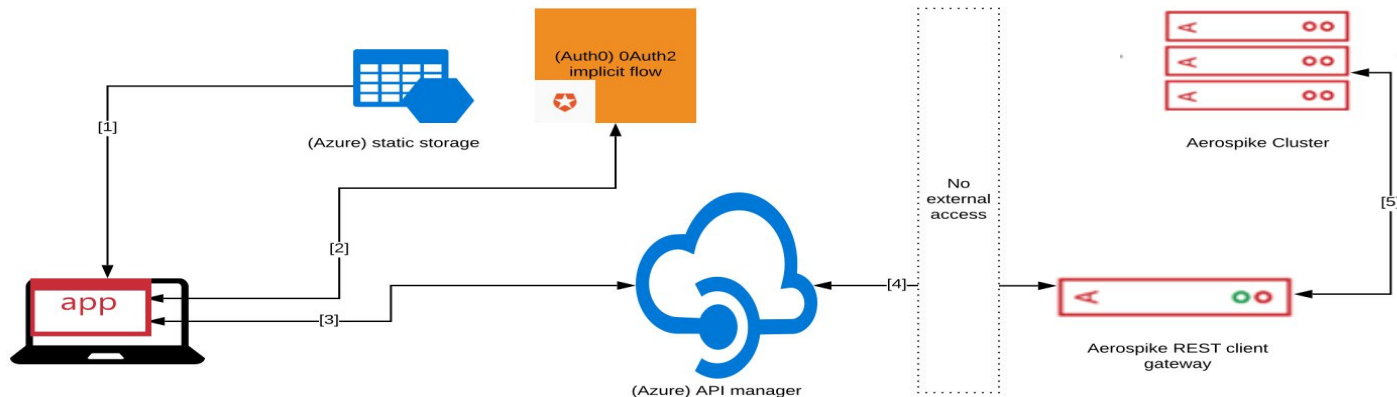 (Auth0) 0Auth2
implicit flow
[1]
(Azure) static storage
Aerospike Cluster
No
external
access
[5]
[2]
app
[4]
[3]
Aerospike REST client
gateway
(Azure) API manager